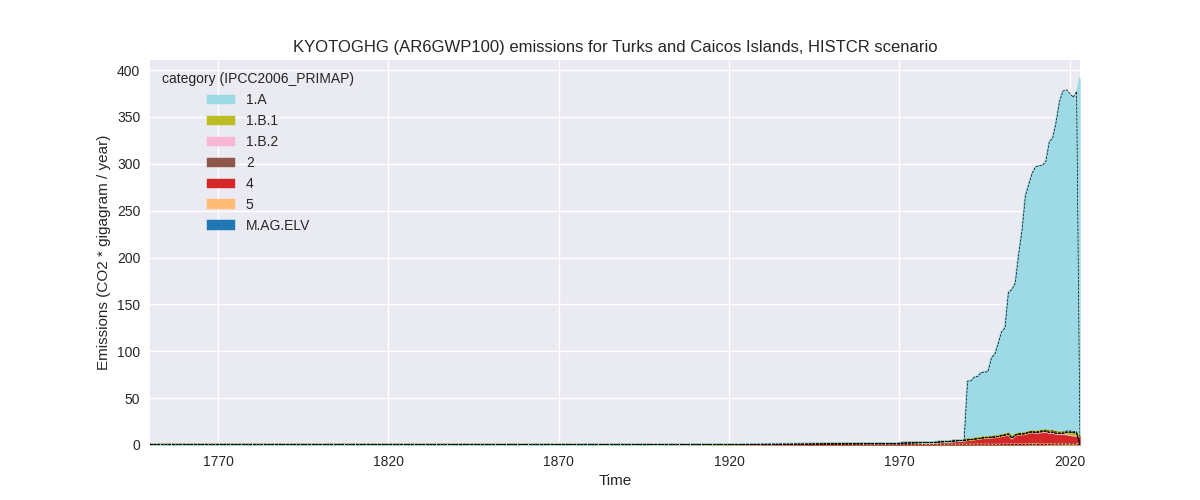 KYOTOGHG (AR6GWP100) emissions for Turks and Caicos Islands, HISTCR scenario
category (IPCC2006_PRIMAP)
1.A
1.B.1
1.B.2
2
4
5
M.AG.ELV
Emissions (CO2 * gigagram / year)
400
350
300
250
200
150
100
50
0
1770 1820 1870 1920 1970 2020
Time